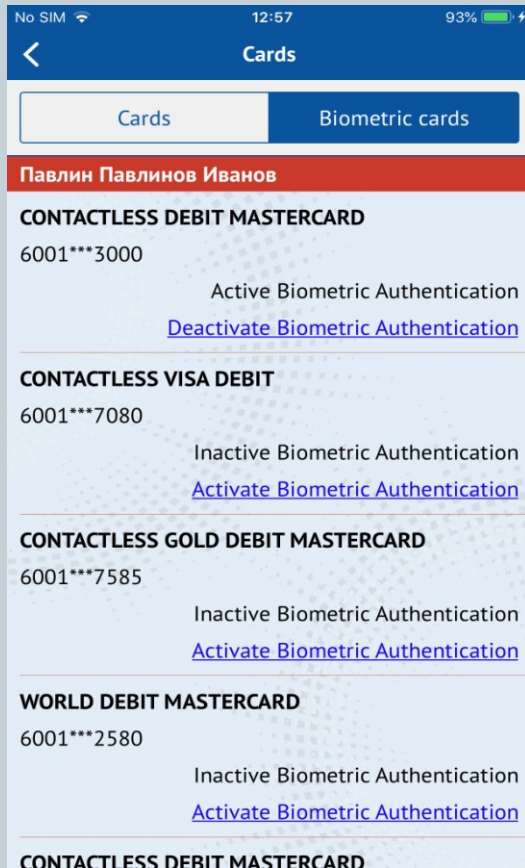 No SIM 12:57 93%
Cards
Cards Biometric cards
Павлин Павлинов Иванов
CONTACTLESS DEBIT MASTERCARD
6001***3000
Active Biometric Authentication
Deactivate Biometric Authentication
CONTACTLESS VISA DEBIT
6001***7080
Inactive Biometric Authentication
Activate Biometric Authentication
CONTACTLESS GOLD DEBIT MASTERCARD
6001***7585
Inactive Biometric Authentication
Activate Biometric Authentication
WORLD DEBIT MASTERCARD
6001***2580
Inactive Biometric Authentication
Activate Biometric Authentication
CONTACTLESS DEBIT MASTERCARD